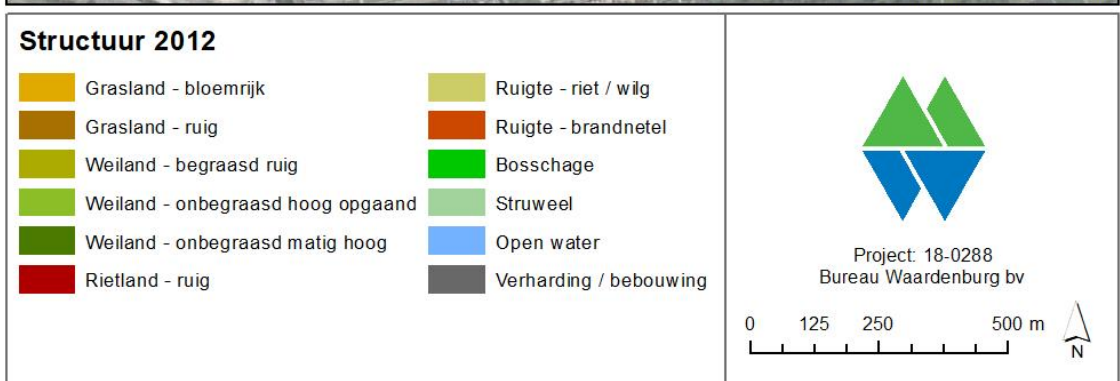 Structuur 2012
Grasland - bloemrijk
Grasland - ruig
Weiland - begraasd ruig
Weiland - onbegraasd hoog opgaand
Weiland - onbegraasd matig hoog
Rietland - ruig
Ruigte - riet / wilg
Ruigte - brandnetel
Bosschage
Struweel
Open water
Verharding / bebouwing
Project: 18-0288
Bureau Waardenburg bv
0 125 250 500 m
N